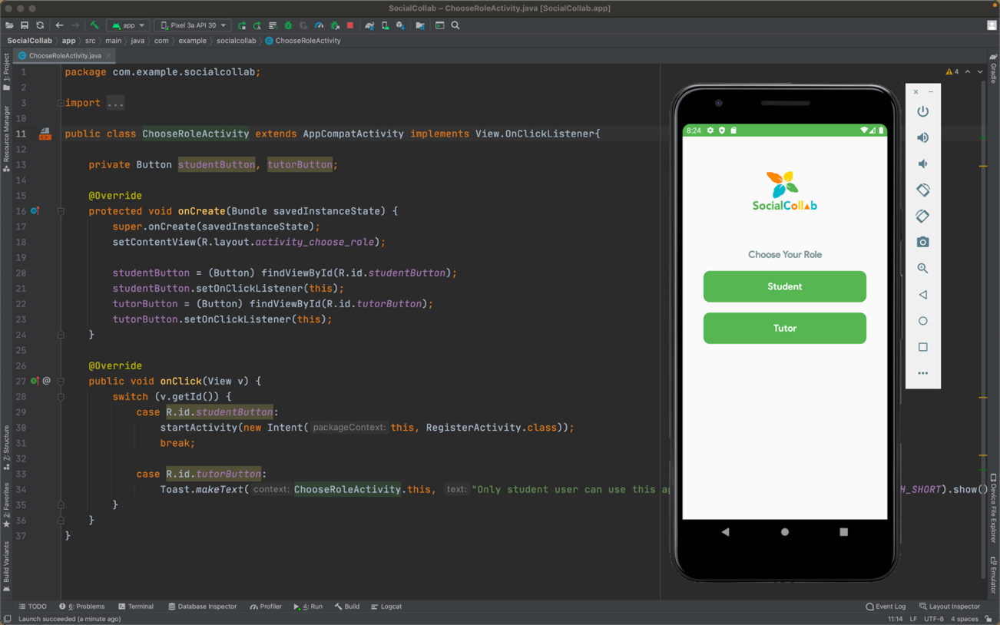 SocialCollab – ChooseRoleActivity.java [SocialCollab.app]
app Pixel 3a API 30
SocialCollab app src main java com example socialcollab ChooseRoleActivity
ChooseRoleActivity.java
1: Project
Resource Manager
Z: Structure
2: Favorites
Build Variants
1 package com.example.socialcollab;
2
3 import ...
10
11 public class ChooseRoleActivity extends AppCompatActivity implements View.OnClickListener{
12
13 private Button studentButton, tutorButton;
14
15 @Override
16 protected void onCreate(Bundle savedInstanceState) {
17 super.onCreate(savedInstanceState);
18 setContentView(R.layout.activity_choose_role);
19
20 studentButton = (Button) findViewById(R.id.studentButton);
21 studentButton.setOnClickListener(this);
22 tutorButton = (Button) findViewById(R.id.tutorButton);
23 tutorButton.setOnClickListener(this);
24 }
25
26 @Override
27 @ public void onClick(View v) {
28 switch (v.getId()) {
29 case R.id.studentButton:
30 startActivity(new Intent( packageContext: this, RegisterActivity.class));
31 break;
32
33 case R.id.tutorButton:
34 Toast.makeText( context: ChooseRoleActivity.this, text: "Only student user can use this ap H_SHORT).show()
35 }
36 }
37 }
4
8:24
SocialCollab
Choose Your Role
Student
Tutor
Gradle
Device File Explorer
Emulator
TODO 6: Problems Terminal Database Inspector Profiler 4: Run Build Logcat Event Log Layout Inspector
Launch succeeded (a minute ago) 11:14 LF UTF-8 4 spaces